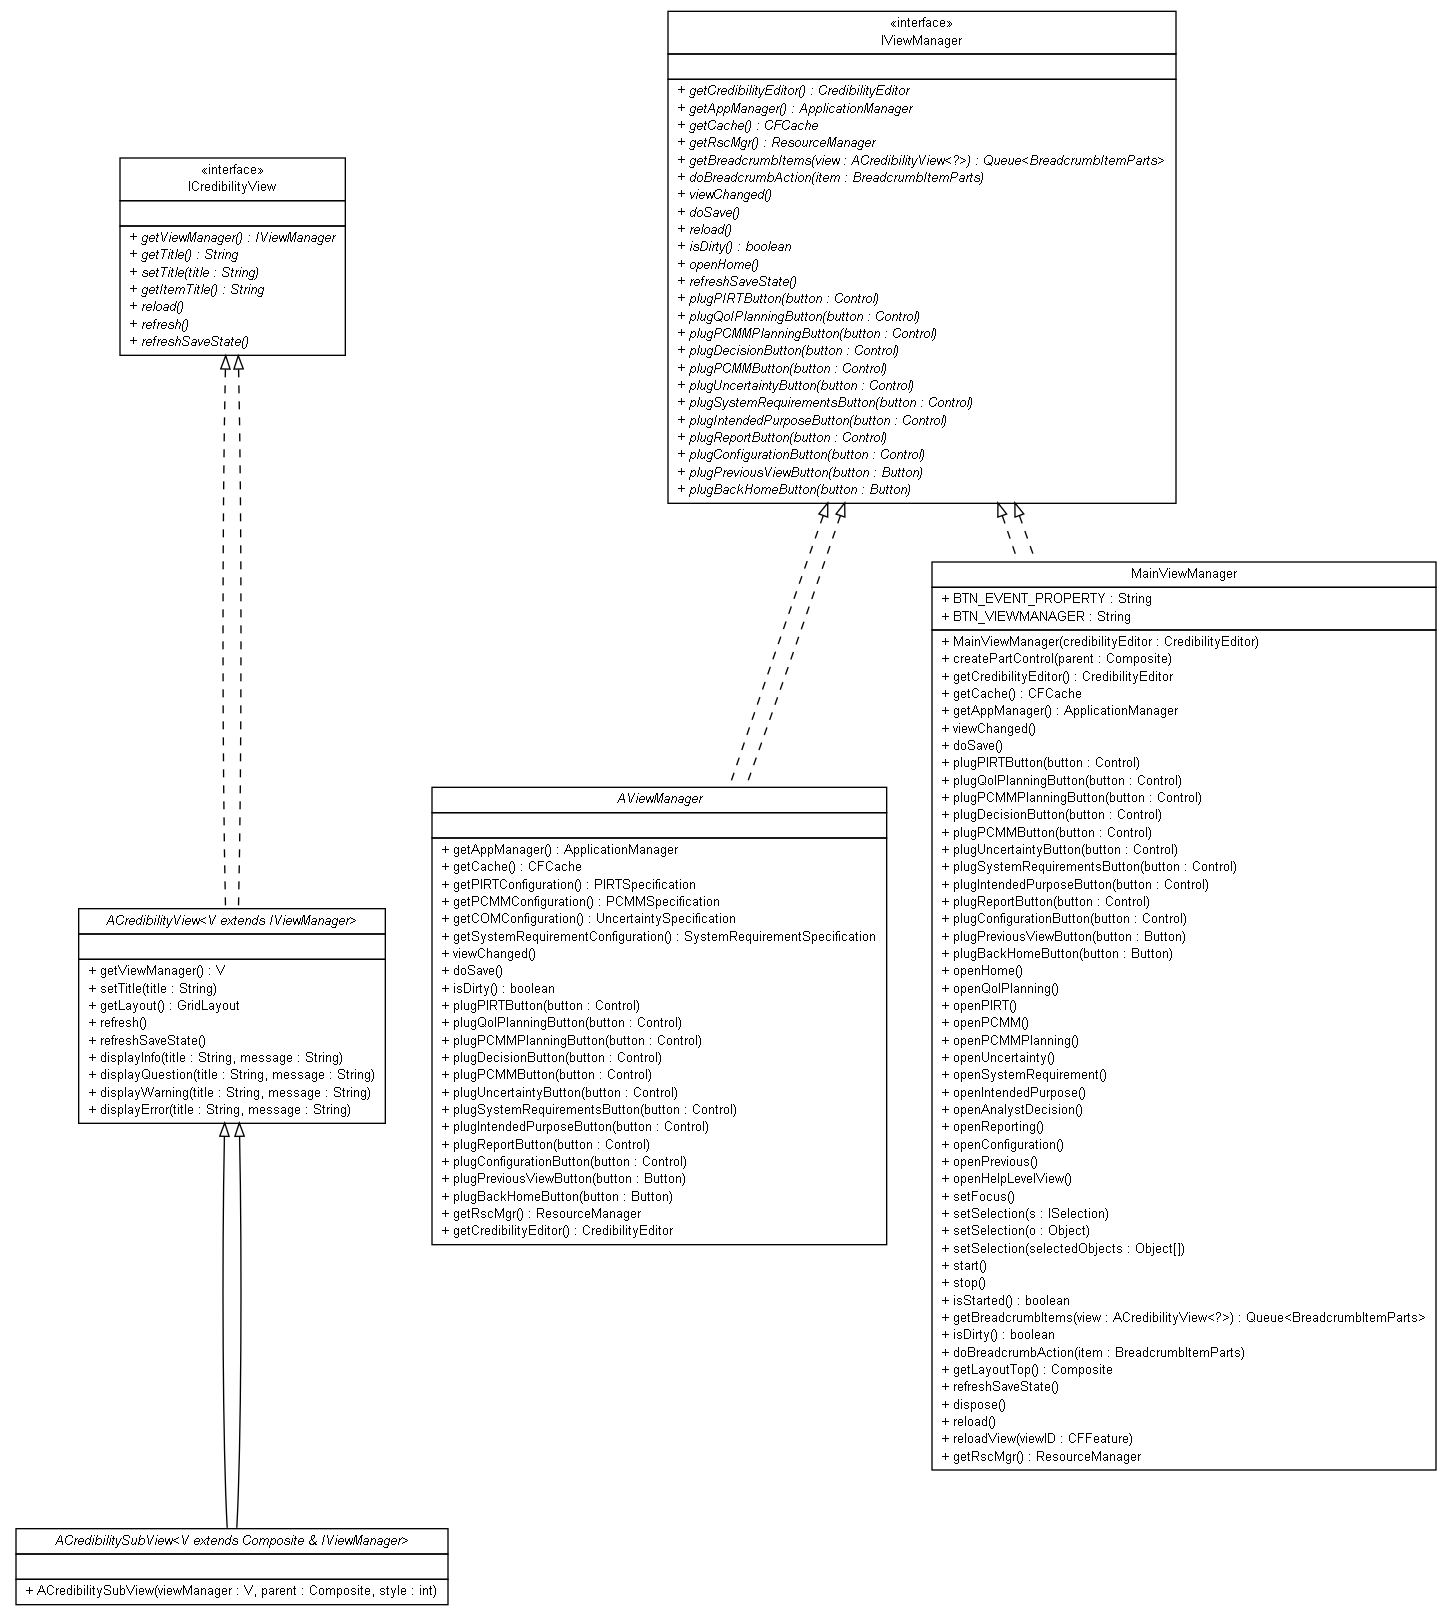 «interface»
IViewManager
+ getCredibilityEditor() : CredibilityEditor
+ getAppManager() : ApplicationManager
+ getCache() : CFCache
+ getRscMgr() : ResourceManager
+ getBreadcrumbItems(view : ACredibilityView<?>) : Queue<BreadcrumbItemParts>
+ doBreadcrumbAction(item : BreadcrumbItemParts)
+ viewChanged()
+ doSave()
+ reload()
+ isDirty() : boolean
+ openHome()
+ refreshSaveState()
+ plugPIRTButton(button : Control)
+ plugQoIPlanningButton(button : Control)
+ plugPCMMPlanningButton(button : Control)
+ plugDecisionButton(button : Control)
+ plugPCMMButton(button : Control)
+ plugUncertaintyButton(button : Control)
+ plugSystemRequirementsButton(button : Control)
+ plugIntendedPurposeButton(button : Control)
+ plugReportButton(button : Control)
+ plugConfigurationButton(button : Control)
+ plugPreviousViewButton(button : Button)
+ plugBackHomeButton(button : Button)
«interface»
ICredibilityView
+ getViewManager() : IViewManager
+ getTitle() : String
+ setTitle(title : String)
+ getItemTitle() : String
+ reload()
+ refresh()
+ refreshSaveState()
MainViewManager
+ BTN_EVENT_PROPERTY : String
+ BTN_VIEWMANAGER : String
+ MainViewManager(credibilityEditor : CredibilityEditor)
+ createPartControl(parent : Composite)
+ getCredibilityEditor() : CredibilityEditor
+ getCache() : CFCache
+ getAppManager() : ApplicationManager
+ viewChanged()
+ doSave()
+ plugPIRTButton(button : Control)
+ plugQoIPlanningButton(button : Control)
+ plugPCMMPlanningButton(button : Control)
+ plugDecisionButton(button : Control)
+ plugPCMMButton(button : Control)
+ plugUncertaintyButton(button : Control)
+ plugSystemRequirementsButton(button : Control)
+ plugIntendedPurposeButton(button : Control)
+ plugReportButton(button : Control)
+ plugConfigurationButton(button : Control)
+ plugPreviousViewButton(button : Button)
+ plugBackHomeButton(button : Button)
+ openHome()
+ openQoIPlanning()
+ openPIRT()
+ openPCMM()
+ openPCMMPlanning()
+ openUncertainty()
+ openSystemRequirement()
+ openIntendedPurpose()
+ openAnalystDecision()
+ openReporting()
+ openConfiguration()
+ openPrevious()
+ openHelpLevelView()
+ setFocus()
+ setSelection(s : ISelection)
+ setSelection(o : Object)
+ setSelection(selectedObjects : Object[])
+ start()
+ stop()
+ isStarted() : boolean
+ getBreadcrumbItems(view : ACredibilityView<?>) : Queue<BreadcrumbItemParts>
+ isDirty() : boolean
+ doBreadcrumbAction(item : BreadcrumbItemParts)
+ getLayoutTop() : Composite
+ refreshSaveState()
+ dispose()
+ reload()
+ reloadView(viewID : CFFeature)
+ getRscMgr() : ResourceManager
AViewManager
+ getAppManager() : ApplicationManager
+ getCache() : CFCache
+ getPIRTConfiguration() : PIRTSpecification
+ getPCMMConfiguration() : PCMMSpecification
+ getCOMConfiguration() : UncertaintySpecification
+ getSystemRequirementConfiguration() : SystemRequirementSpecification
+ viewChanged()
+ doSave()
+ isDirty() : boolean
+ plugPIRTButton(button : Control)
+ plugQoIPlanningButton(button : Control)
+ plugPCMMPlanningButton(button : Control)
+ plugDecisionButton(button : Control)
+ plugPCMMButton(button : Control)
+ plugUncertaintyButton(button : Control)
+ plugSystemRequirementsButton(button : Control)
+ plugIntendedPurposeButton(button : Control)
+ plugReportButton(button : Control)
+ plugConfigurationButton(button : Control)
+ plugPreviousViewButton(button : Button)
+ plugBackHomeButton(button : Button)
+ getRscMgr() : ResourceManager
+ getCredibilityEditor() : CredibilityEditor
ACredibilityView<V extends IViewManager>
+ getViewManager() : V
+ setTitle(title : String)
+ getLayout() : GridLayout
+ refresh()
+ refreshSaveState()
+ displayInfo(title : String, message : String)
+ displayQuestion(title : String, message : String)
+ displayWarning(title : String, message : String)
+ displayError(title : String, message : String)
ACredibilitySubView<V extends Composite & IViewManager>
+ ACredibilitySubView(viewManager : V, parent : Composite, style : int)